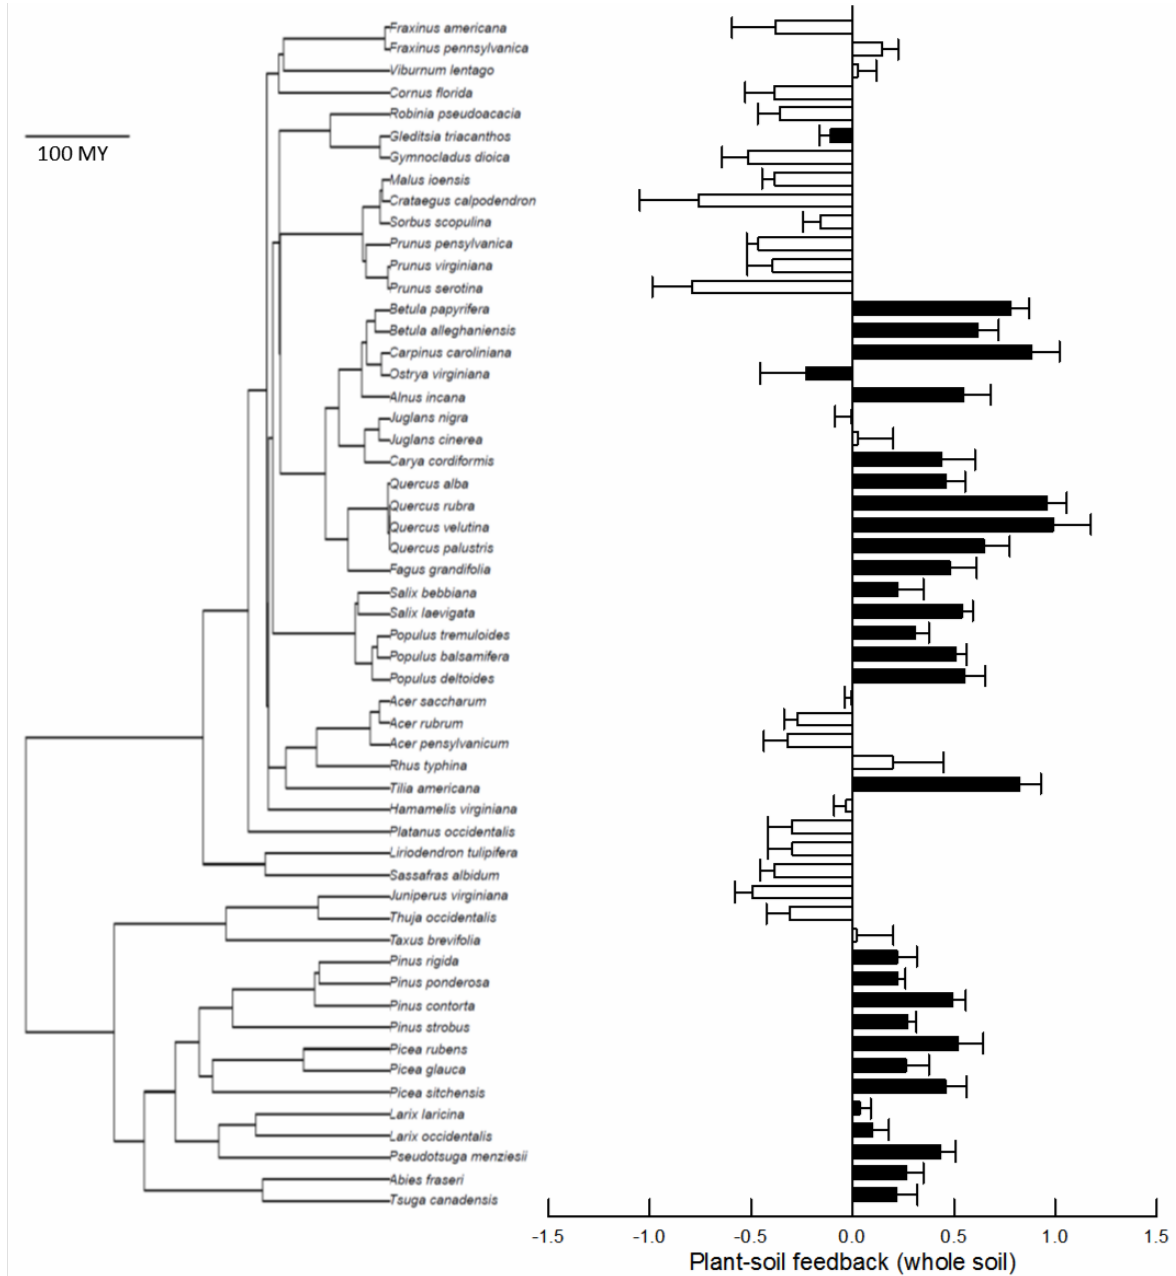 Fraxinus americana
Fraxinus pennsylvanica
Viburnum lentago
Cornus florida
Robinia pseudoacacia
Gleditsia triacanthos
100 MY
Gymnocladus dioica
Malus ioensis
Crataegus calpodendron
Sorbus scopulina
Prunus pensylvanica
Prunus virginiana
Prunus serotina
Betula papyrifera
Betula alleghaniensis
Carpinus caroliniana
Ostrya virginiana
Alnus incana
Juglans nigra
Juglans cinerea
Carya cordiformis
Quercus alba
Quercus rubra
Quercus velutina
Quercus palustris
Fagus grandifolia
Salix bebbiana
Salix laevigata
Populus tremuloides
Populus balsamifera
Populus deltoides
Acer saccharum
Acer rubrum
Acer pensylvanicum
Rhus typhina
Tilia americana
Hamamelis virginiana
Platanus occidentalis
Liriodendron tulipifera
Sassafras albidum
Juniperus virginiana
Thuja occidentalis
Taxus brevifolia
Pinus rigida
Pinus ponderosa
Pinus contorta
Pinus strobus
Picea rubens
Picea glauca
Picea sitchensis
Larix laricina
Larix occidentalis
Pseudotsuga menziesii
Abies fraseri
Tsuga canadensis
-1.5 -1.0 -0.5 0.0 0.5 1.0 1.5
Plant-soil feedback (whole soil)